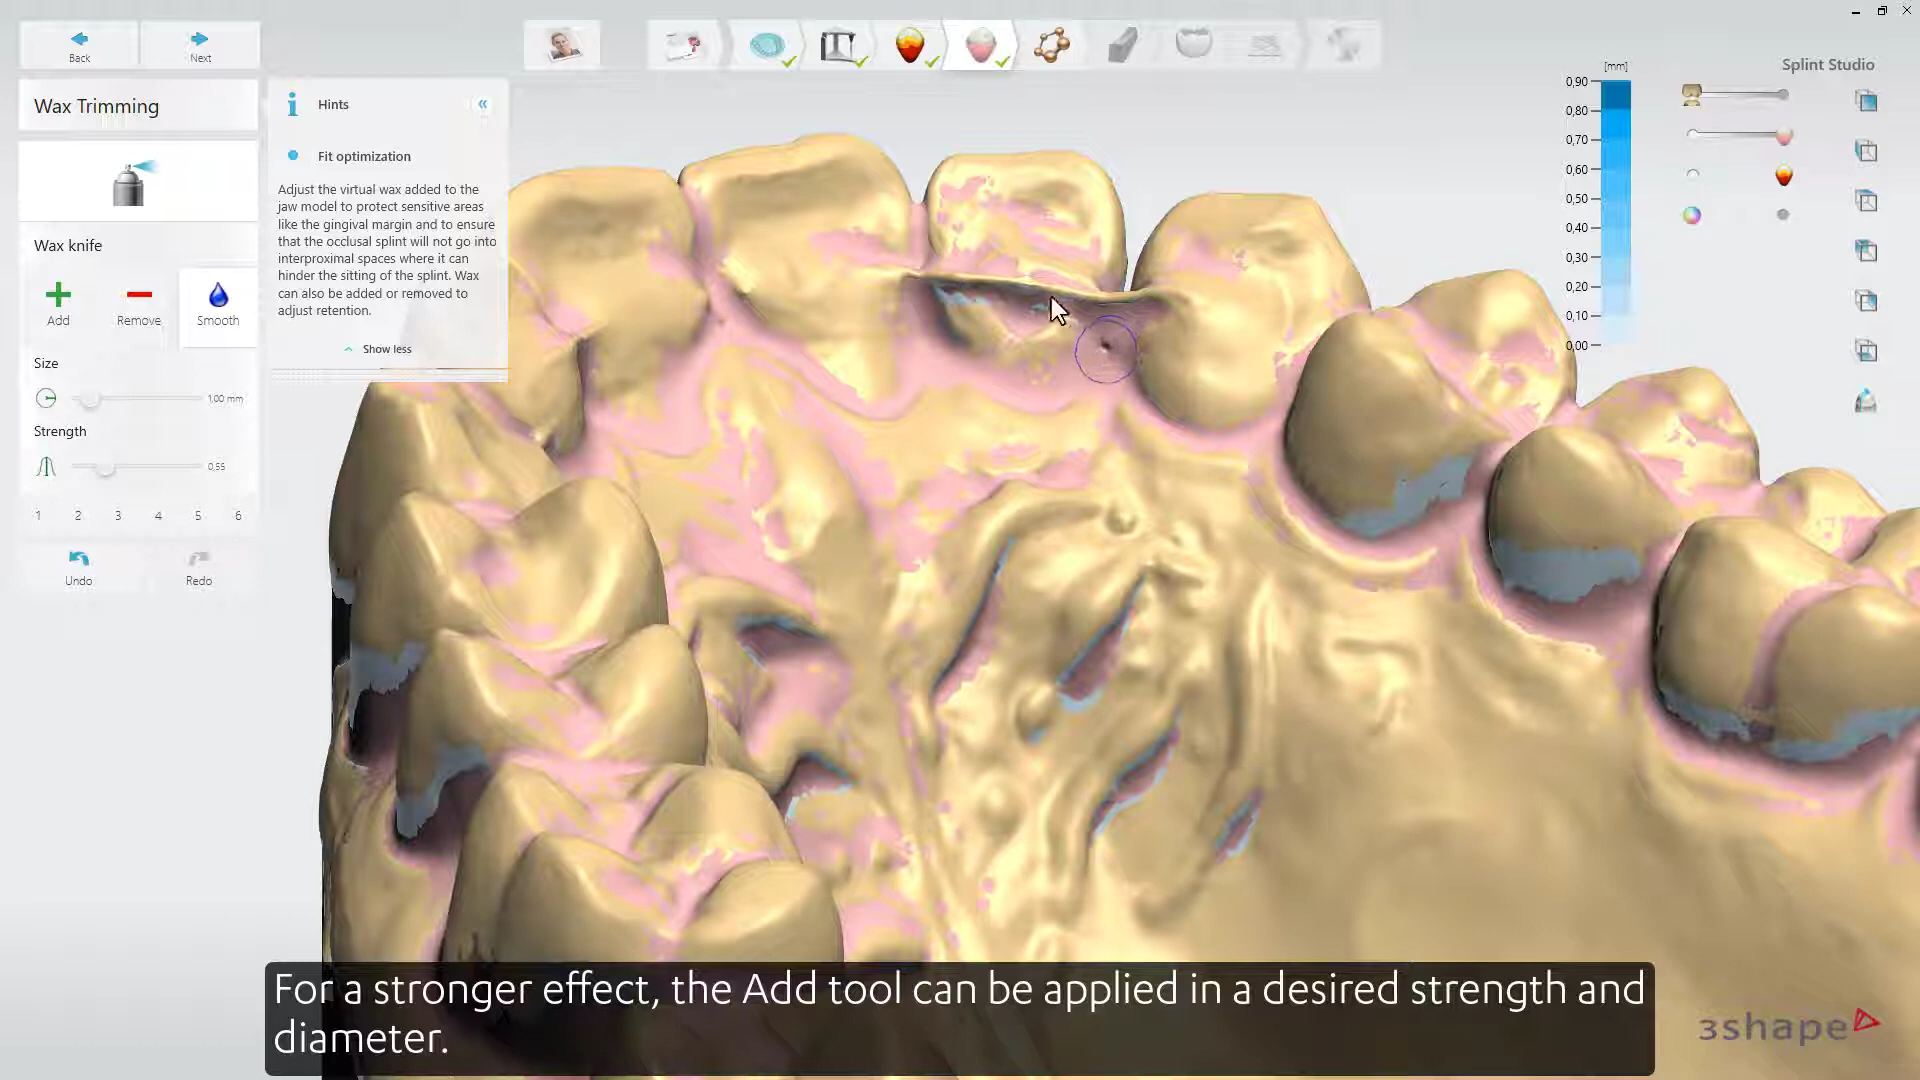 Back
Next
Wax Trimming
Wax knife
Add
Remove
Smooth
Size
1,00 mm
Strength
0,55
1 2 3 4 5 6
Undo
Redo
Hints
Fit optimization
Adjust the virtual wax added to the
jaw model to protect sensitive areas
like the gingival margin and to ensure
that the occlusal splint will not go into
interproximal spaces where it can
hinder the sitting of the splint. Wax
can also be added or removed to
adjust retention.
Show less
[mm]
0,90
0,80
0,70
0,60
0,50
0,40
0,30
0,20
0,10
0,00
Splint Studio
For a stronger effect, the Add tool can be applied in a desired strength and
diameter.
3shape